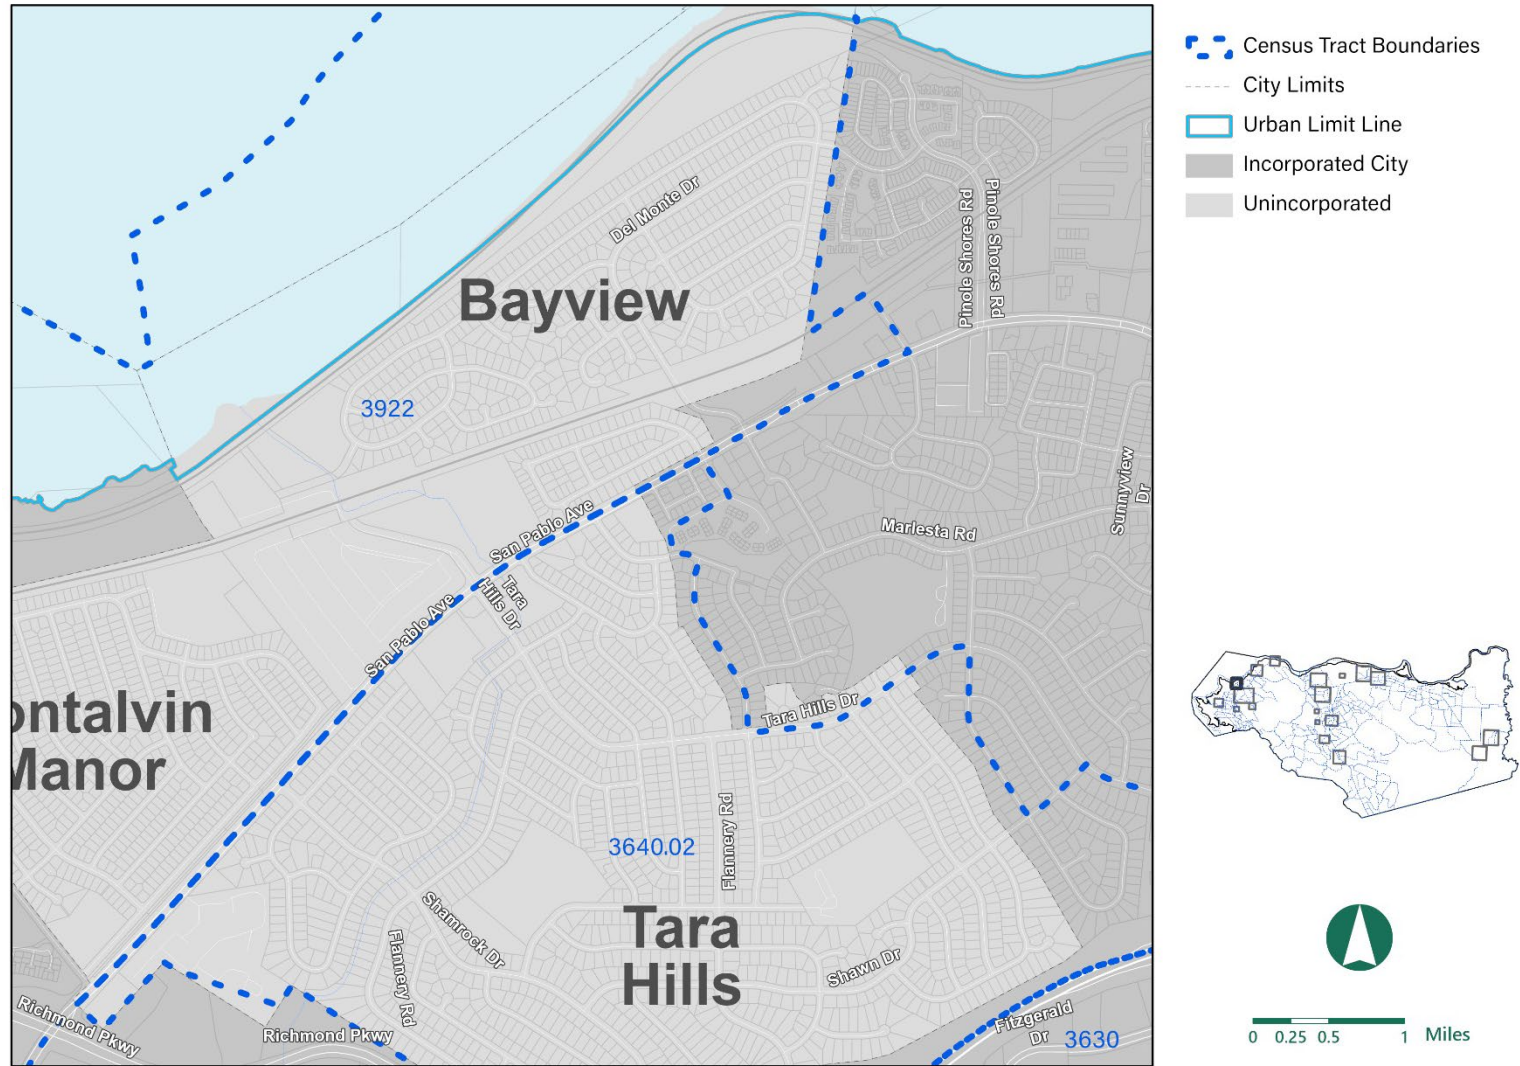 Census Tract Boundaries
City Limits
Urban Limit Line
Incorporated City
Unincorporated
Del Monte Dr
Pinole Shores Rd
Pinole Shores Rd
Bayview
3922
San Pablo Ave
Marlesta Rd
Sunnyview
Dr
Tara
Hills Dr
San Pablo Ave
ontalvin
Manor
Tara Hills Dr
3640.02
Flannery Rd
Shamrock Dr
Flannery Rd
Tara
Hills
Shawn Dr
Richmond Pkwy
Richmond Pkwy
Fitzgerald
Dr
3630
0 0.25 0.5 1 Miles